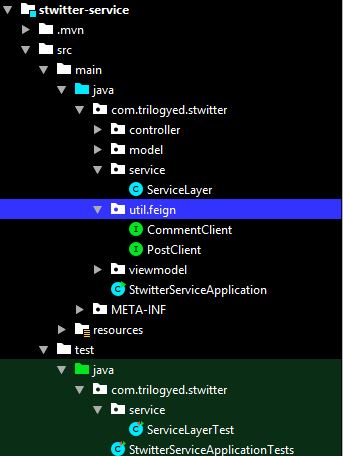 stwitter-service
.mvn
src
main
java
com.trilogyed.stwitter
controller
model
service
C ServiceLayer
util.feign
I CommentClient
I PostClient
viewmodel
C StwitterServiceApplication
META-INF
resources
test
java
com.trilogyed.stwitter
service
C ServiceLayerTest
C StwitterServiceApplicationTests